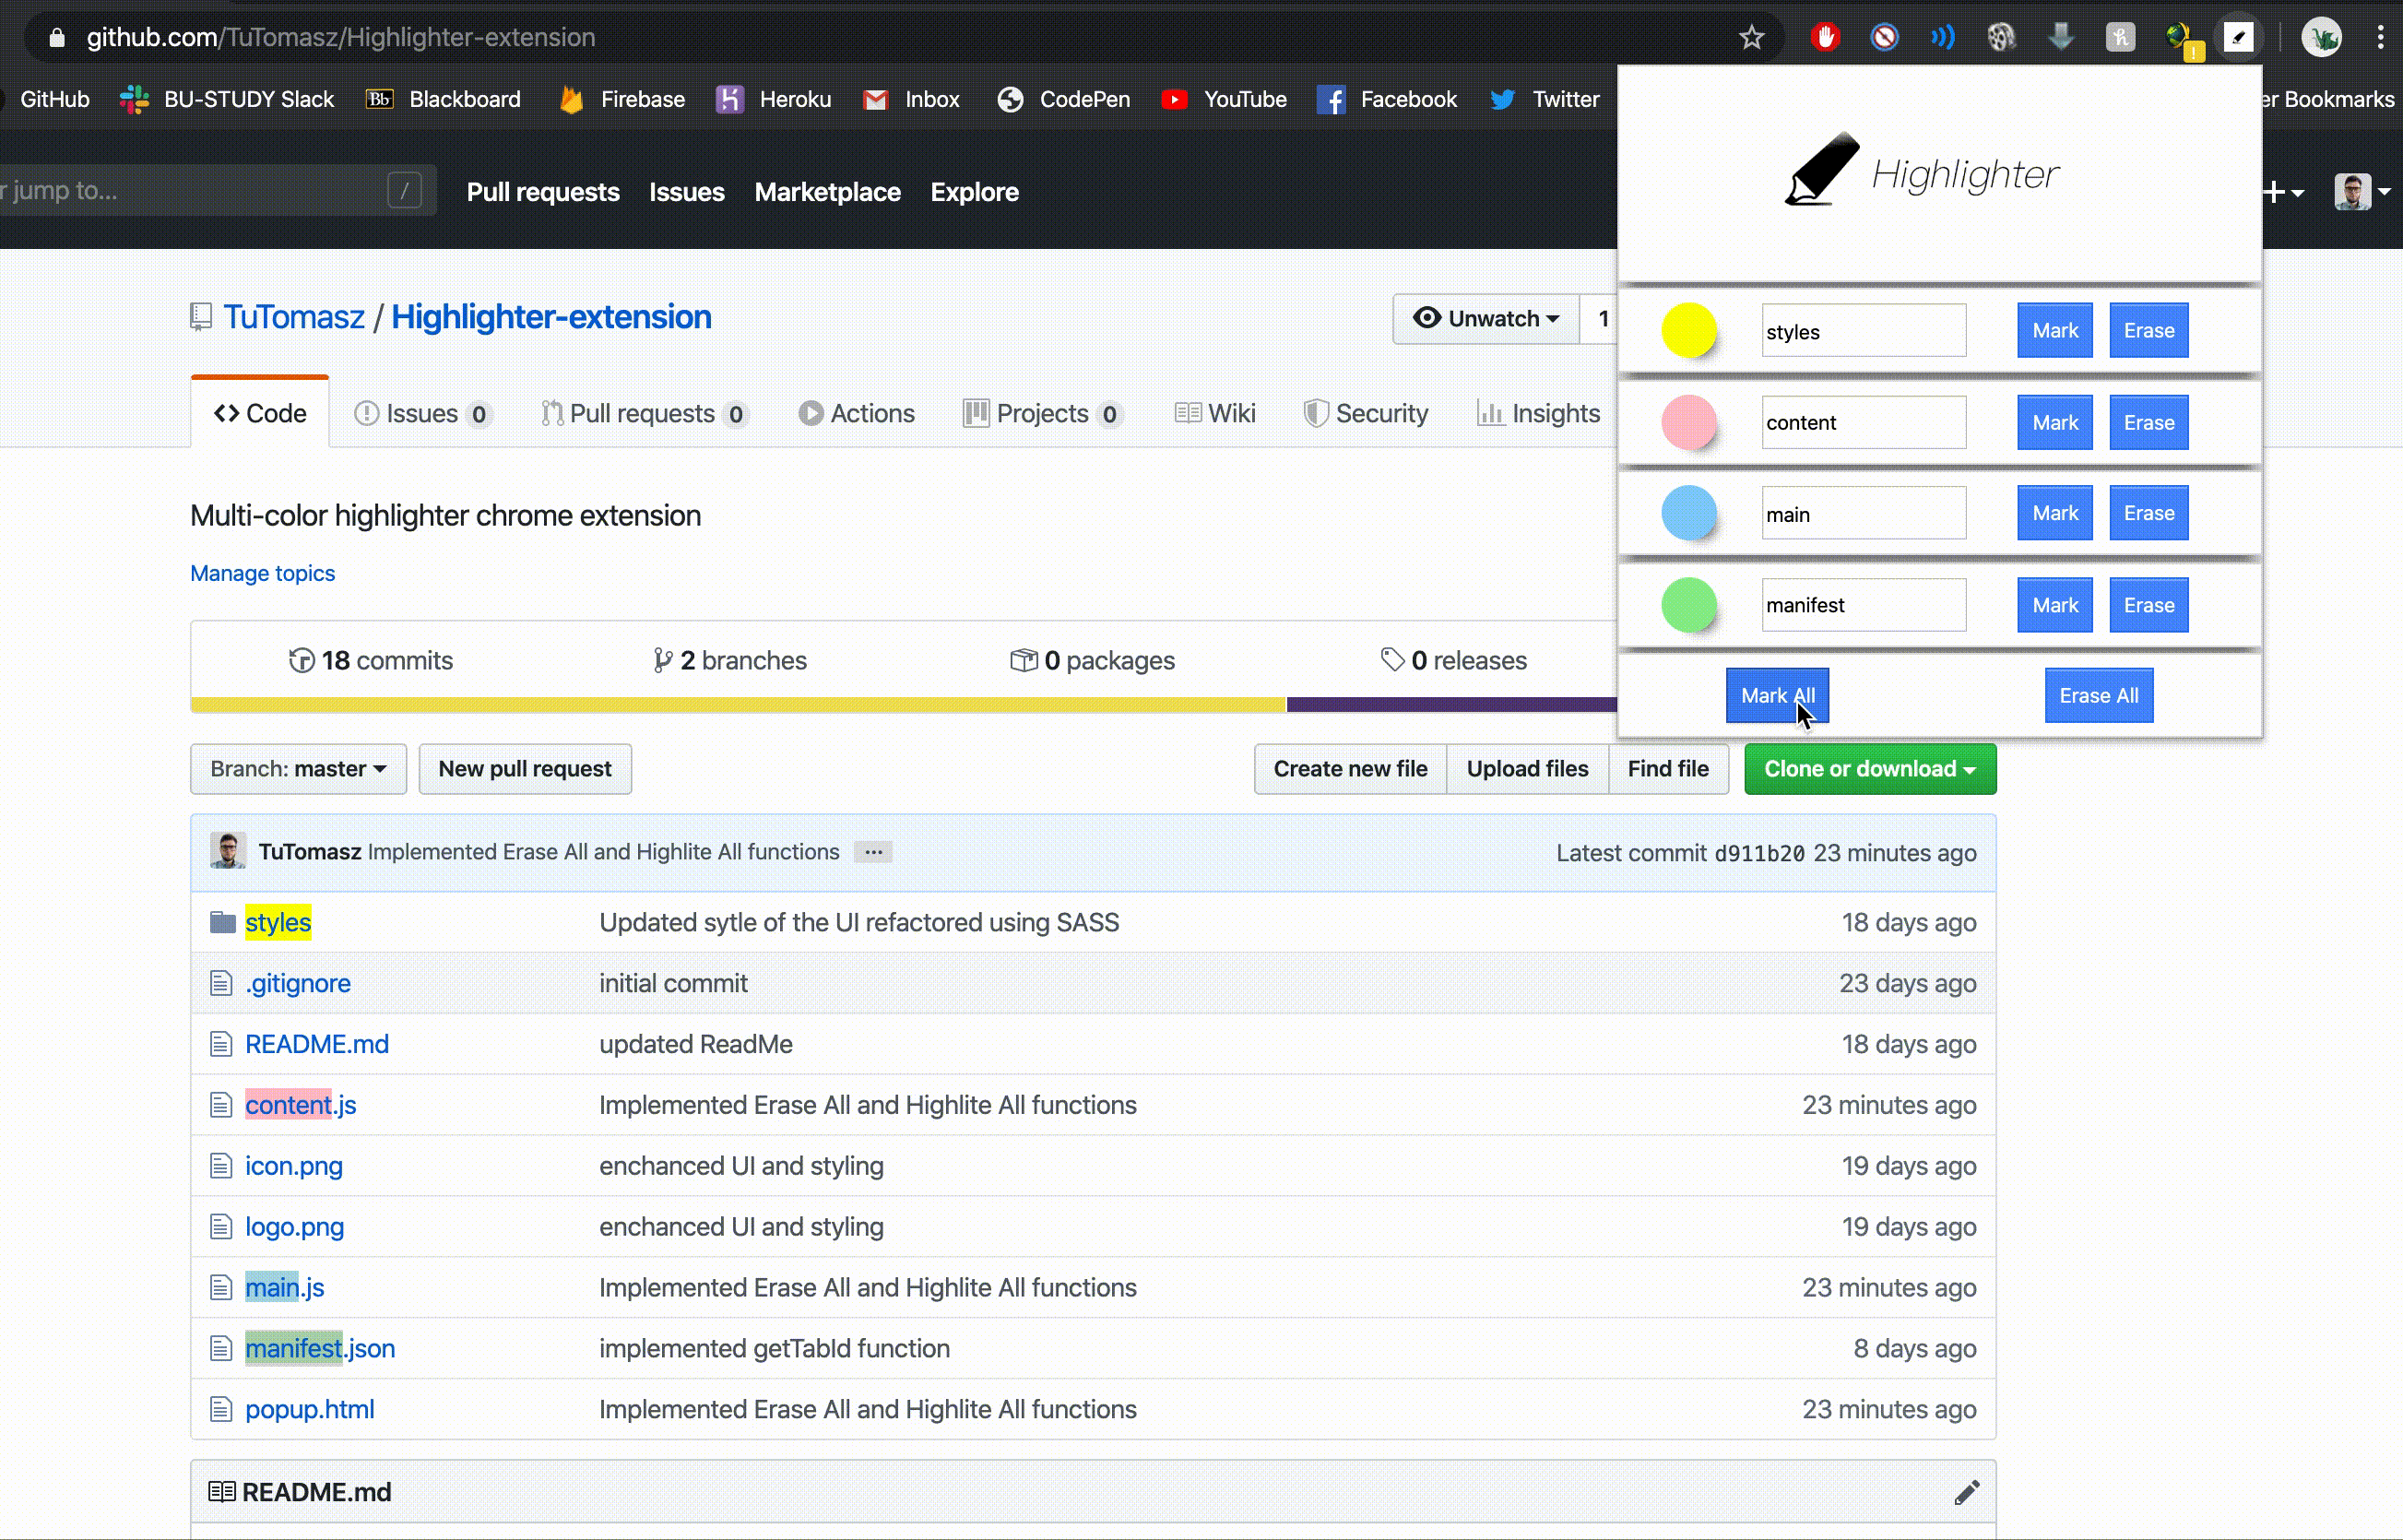 github.com/TuTomasz/Highlighter-extension
GitHub BU-STUDY Slack Bb Blackboard Firebase Heroku Inbox CodePen YouTube Facebook Twitter er Bookmarks
r jump to... / Pull requests Issues Marketplace Explore
Highlighter
TuTomasz / Highlighter-extension
Unwatch 1
styles Mark Erase
Code Issues 0 Pull requests 0 Actions Projects 0 Wiki Security Insights
content Mark Erase
Multi-color highlighter chrome extension
main Mark Erase
Manage topics
manifest Mark Erase
18 commits 2 branches 0 packages 0 releases
Mark All Erase All
Branch: master New pull request Create new file Upload files Find file Clone or download
TuTomasz Implemented Erase All and Highlite All functions ... Latest commit d911b20 23 minutes ago
styles Updated sytle of the UI refactored using SASS 18 days ago
.gitignore initial commit 23 days ago
README.md updated ReadMe 18 days ago
content.js Implemented Erase All and Highlite All functions 23 minutes ago
icon.png enchanced UI and styling 19 days ago
logo.png enchanced UI and styling 19 days ago
main.js Implemented Erase All and Highlite All functions 23 minutes ago
manifest.json implemented getTabId function 8 days ago
popup.html Implemented Erase All and Highlite All functions 23 minutes ago
README.md